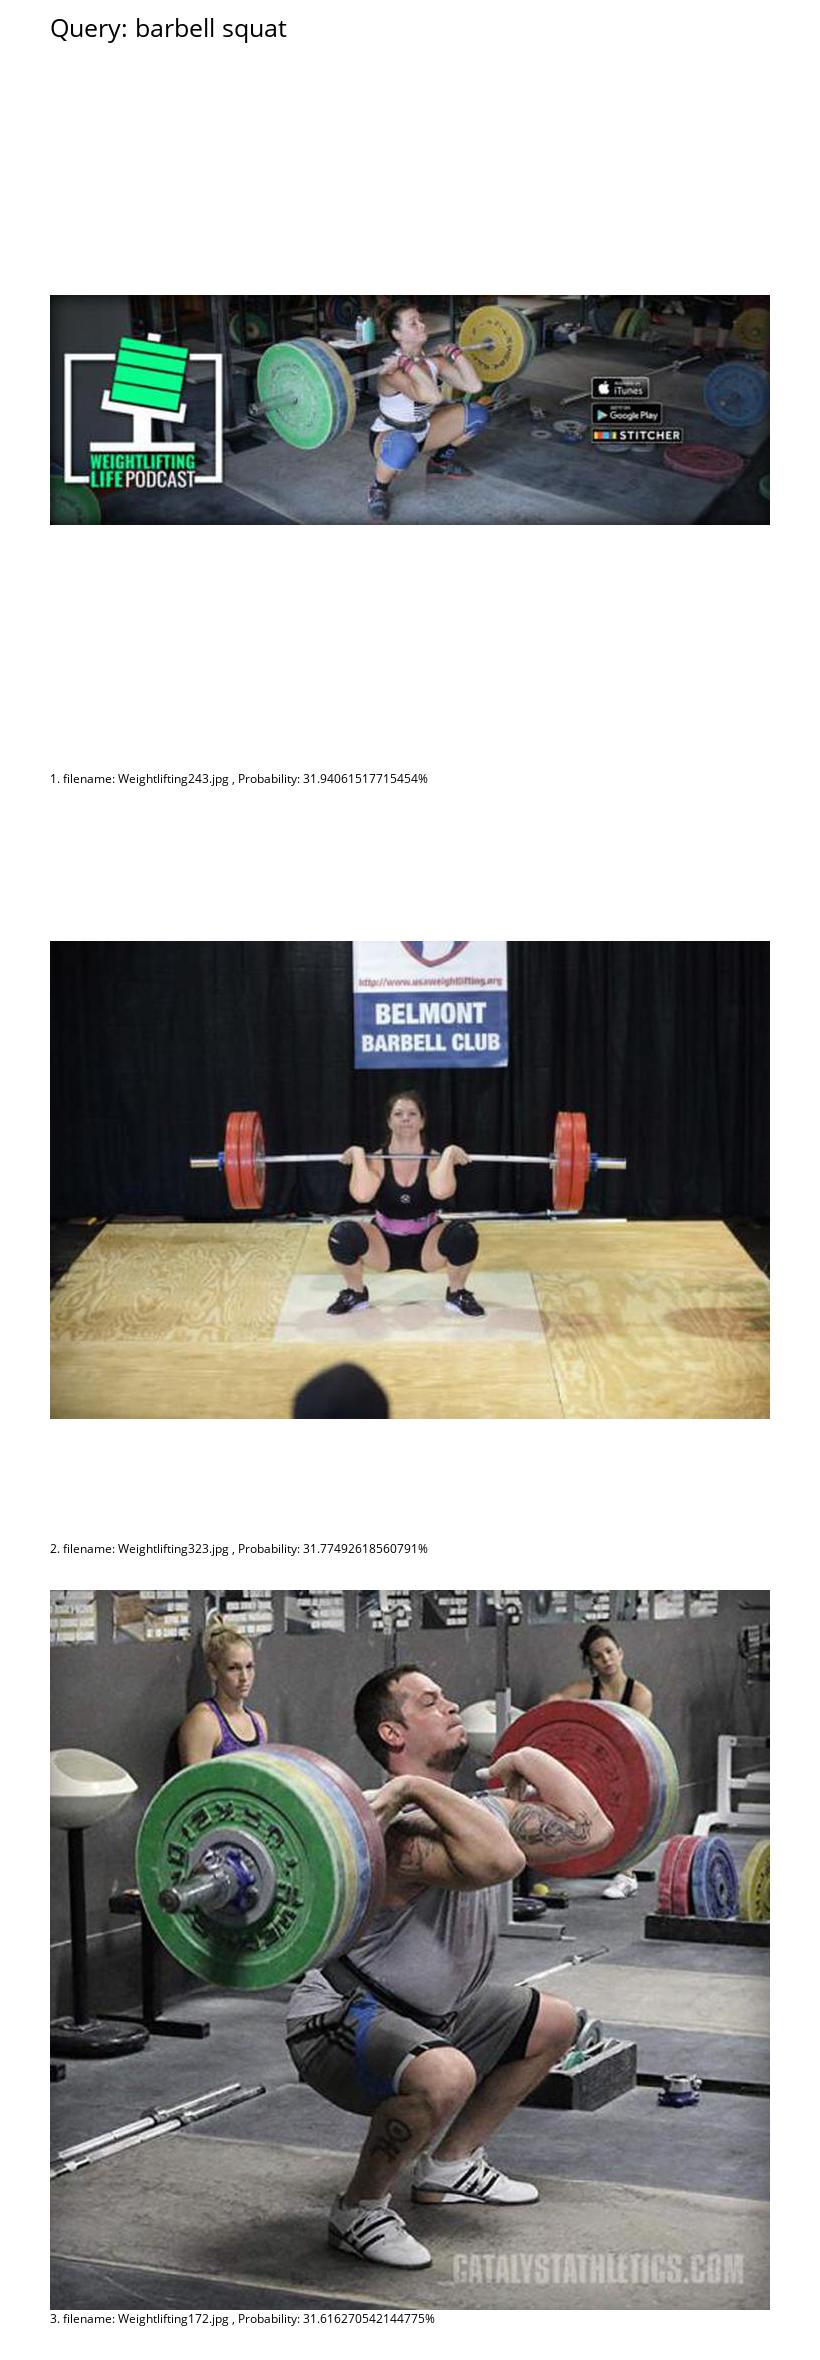 Query: barbell squat
WEIGHTLIFTING
LIFE PODCAST
iTunes
Google Play
STITCHER
1. filename: Weightlifting243.jpg , Probability: 31.94061517715454%
http://www.usaweightlifting.org
BELMONT
BARBELL CLUB
2. filename: Weightlifting323.jpg , Probability: 31.77492618560791%
CATALYSTATHLETICS.COM
3. filename: Weightlifting172.jpg , Probability: 31.616270542144775%